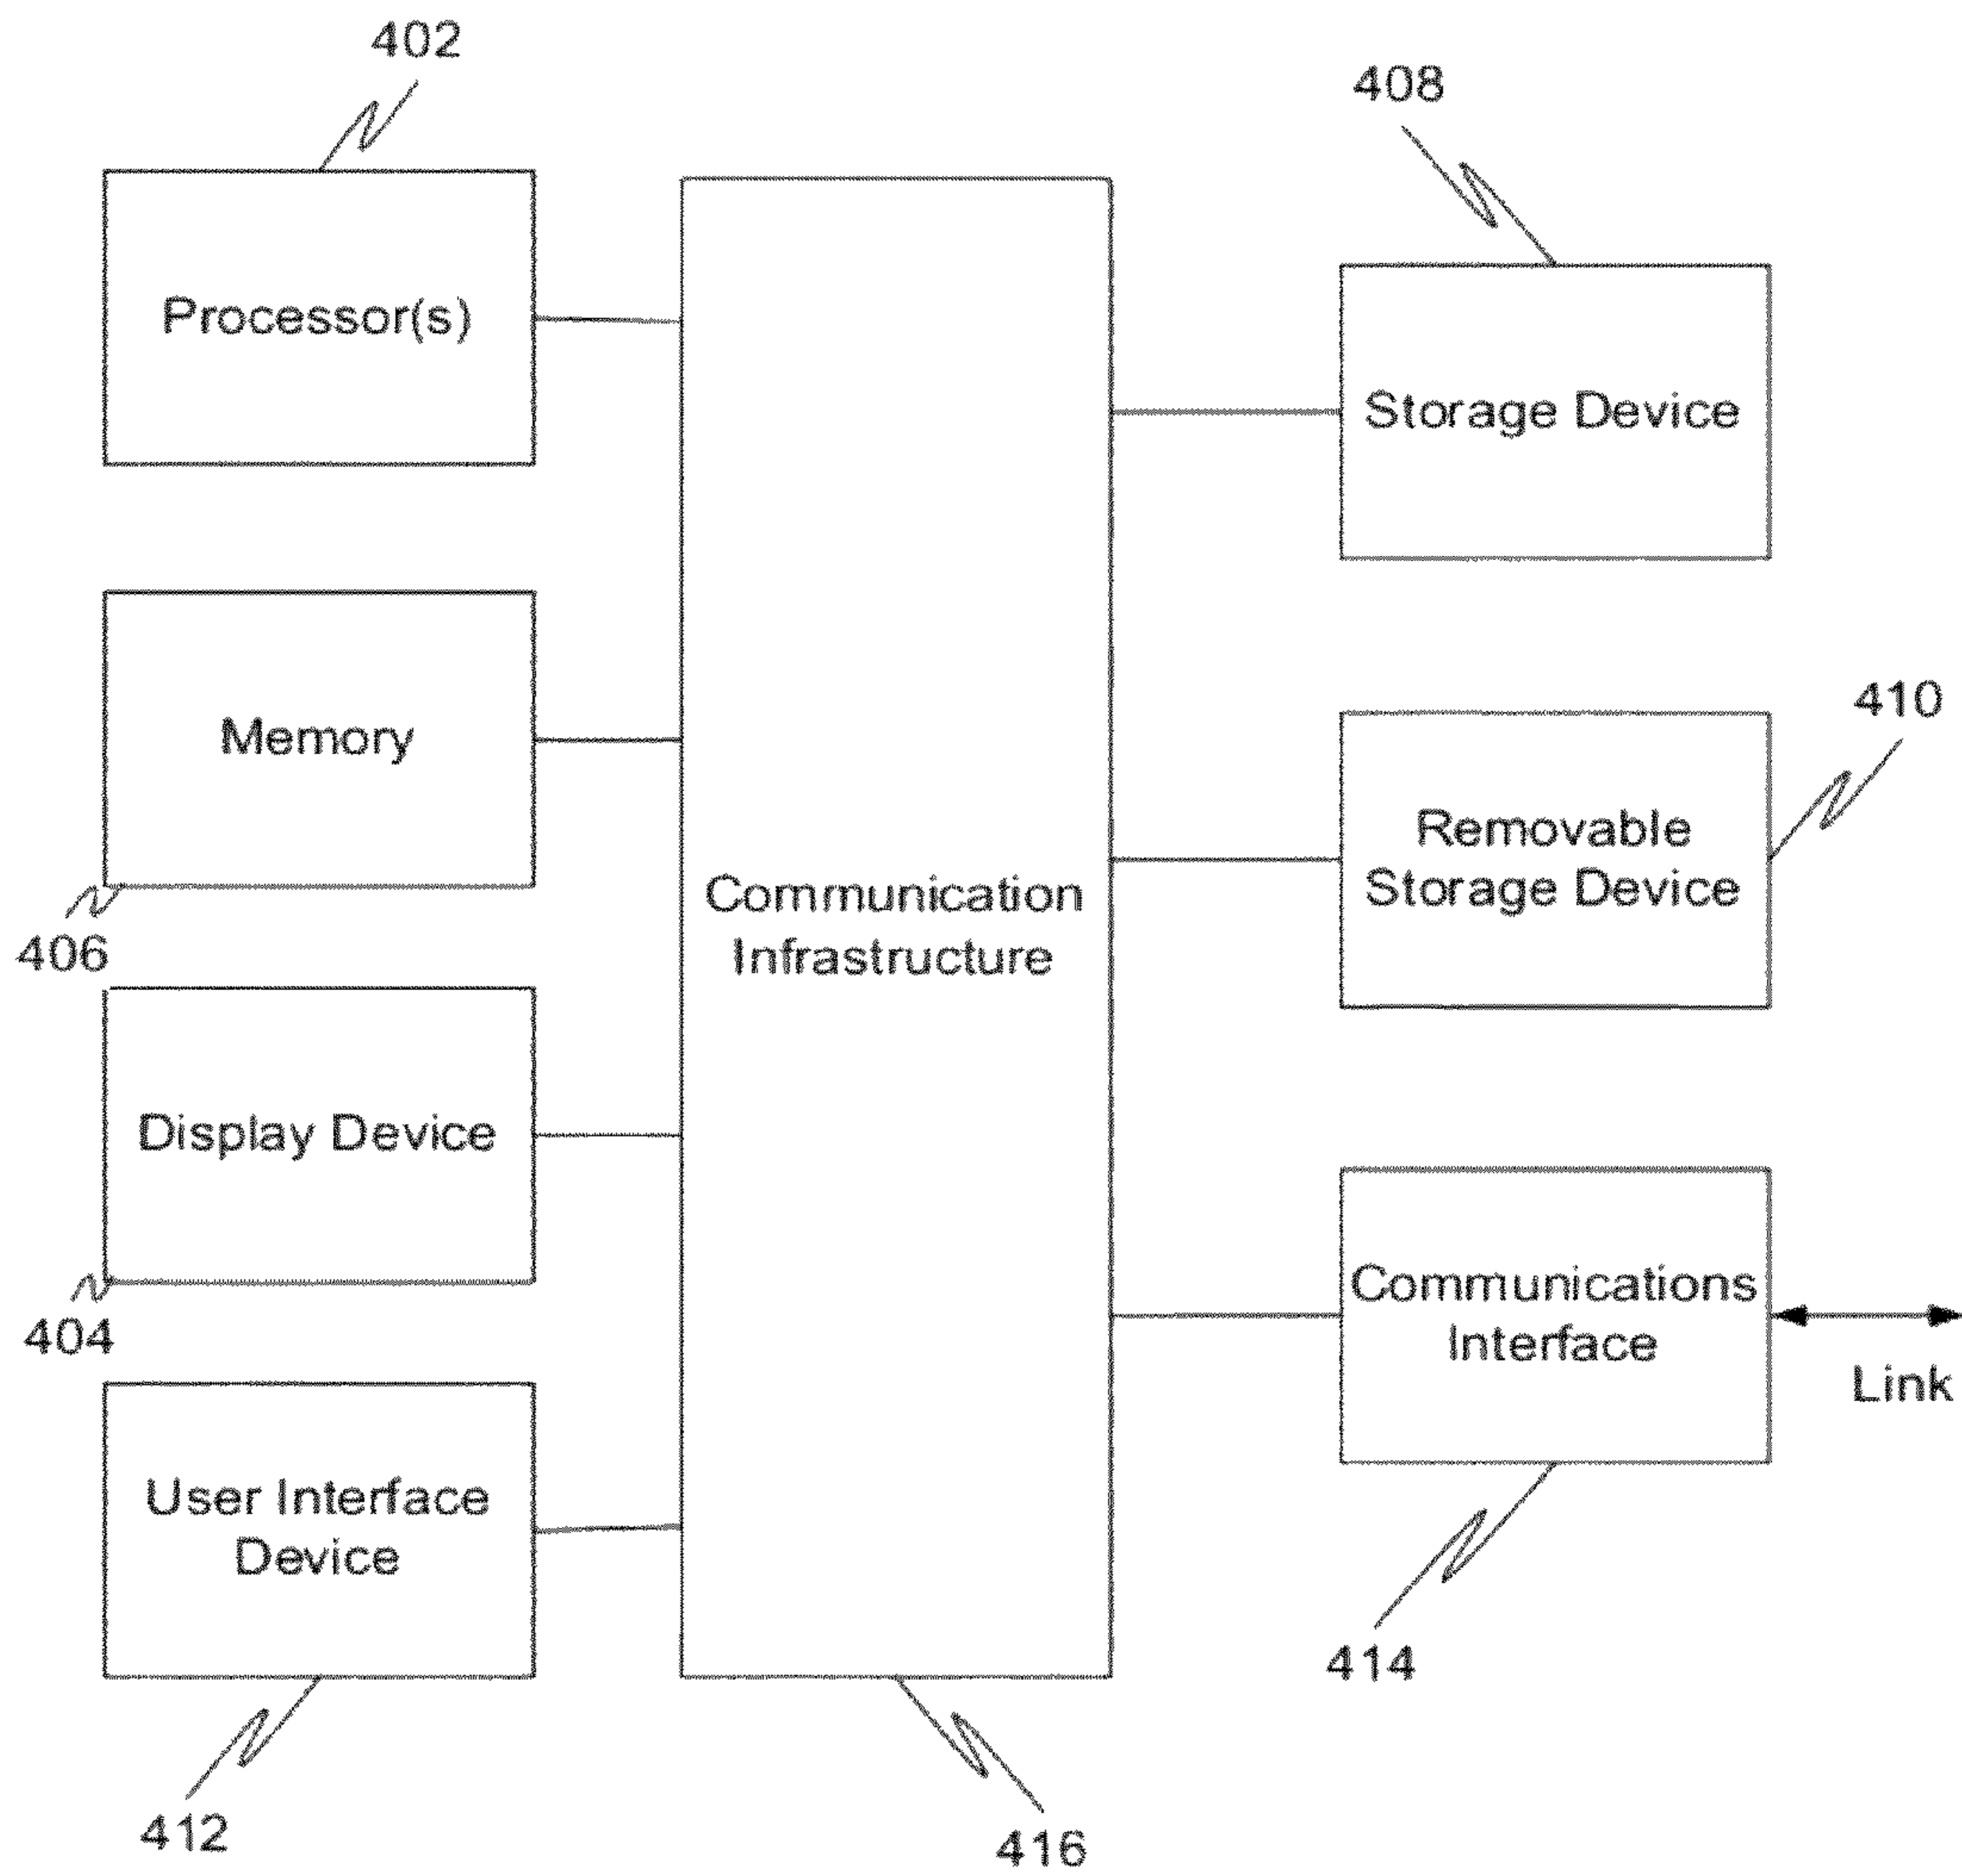 402
408
Processor(s)
Storage Device
410
Memory
Removable
Storage Device
406
Communication
Infrastructure
Display Device
404
Communications
Interface
Link
User Interface
Device
414
412
416